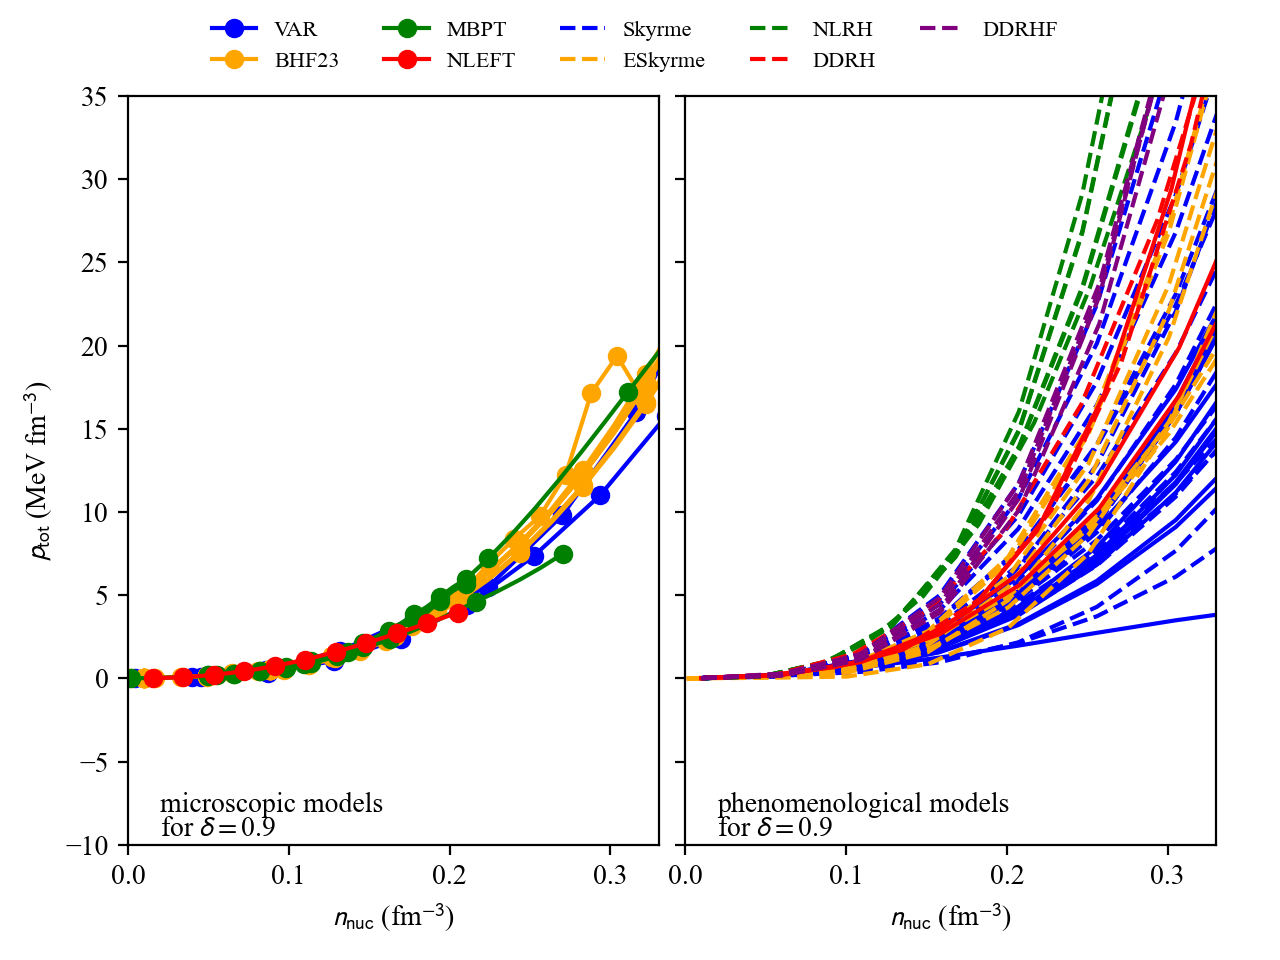 VAR MBPT Skyrme NLRH DDRHF
BHF23 NLEFT ESkyrme DDRH
35
30
25
20
15
10
5
0
−5
−10
p_tot (MeV fm⁻³)
microscopic models
for δ = 0.9
phenomenological models
for δ = 0.9
0.0 0.1 0.2 0.3
0.0 0.1 0.2 0.3
n_nuc (fm⁻³)
n_nuc (fm⁻³)